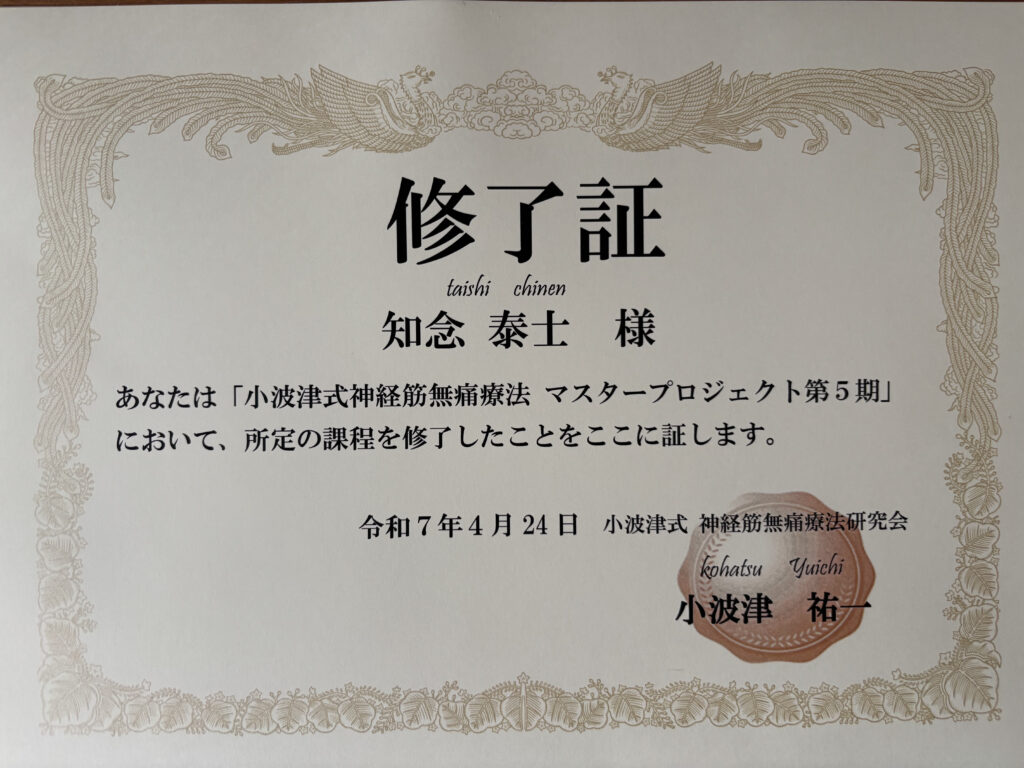 修了証
taishi chinen
知念 泰士 様
あなたは「小波津式神経筋無痛療法 マスタープロジェクト第5期」
において、所定の課程を修了したことをここに証します。
令和7年4月24日 小波津式 神経筋無痛療法研究会
kohatsu Yuichi
小波津 祐一